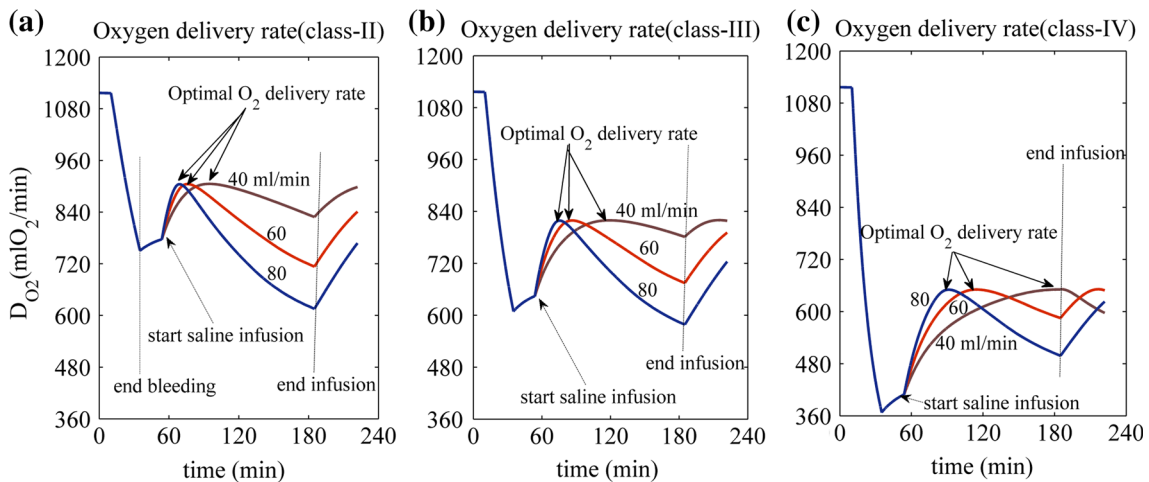 (a)
Oxygen delivery rate(class-II)
1200
1080
960
840
720
600
480
360
D_O2(mlO_2/min)
Optimal O_2 delivery rate
40 ml/min
60
80
start saline infusion
end bleeding
end infusion
0
60
120
180
240
time (min)
(b)
Oxygen delivery rate(class-III)
1200
1080
960
840
720
600
480
360
Optimal O_2 delivery rate
40 ml/min
60
80
end infusion
start saline infusion
0
60
120
180
240
time (min)
(c)
Oxygen delivery rate(class-IV)
1200
1080
960
840
720
600
480
360
end infusion
Optimal O_2 delivery rate
80
60
40 ml/min
start saline infusion
0
60
120
180
240
time (min)